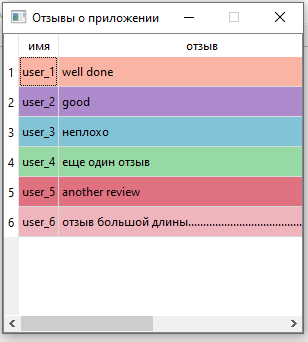 Отзывы о приложении
имя отзыв
1 user_1 well done
2 user_2 good
3 user_3 неплохо
4 user_4 еще один отзыв
5 user_5 another review
6 user_6 отзыв большой длины......................................